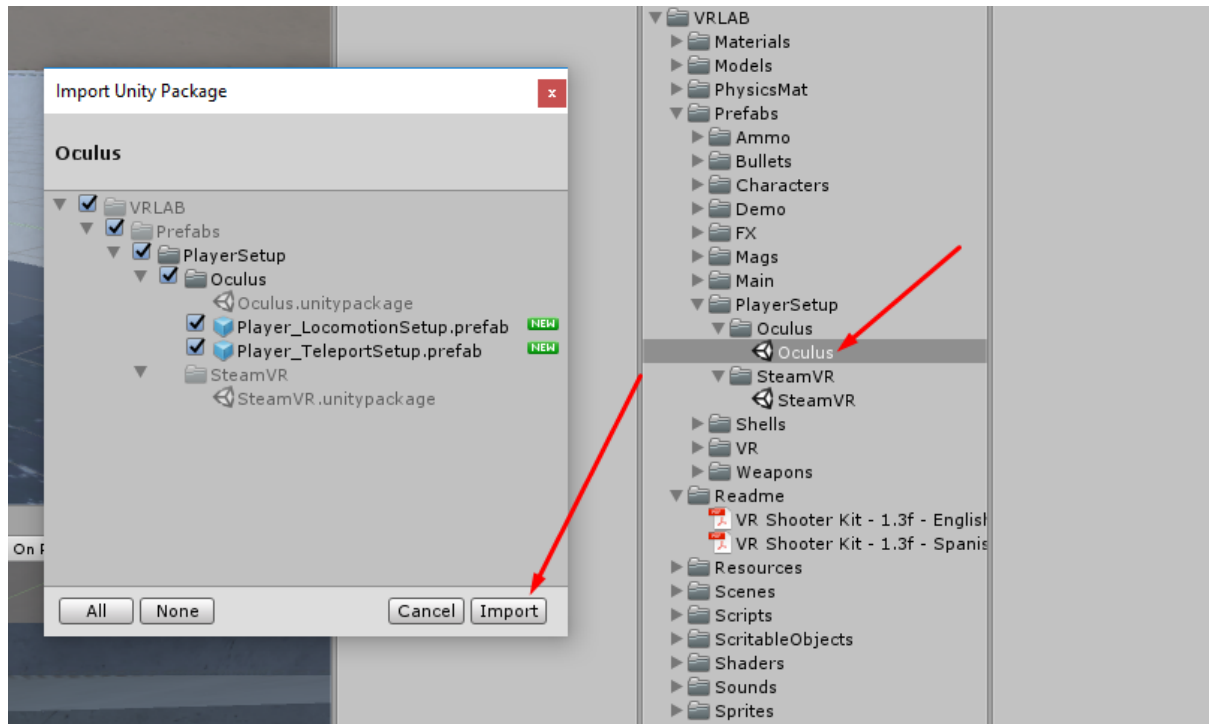 Import Unity Package
x
Oculus
VRLAB
Prefabs
PlayerSetup
Oculus
Oculus.unitypackage
Player_LocomotionSetup.prefab NEW
Player_TeleportSetup.prefab NEW
SteamVR
SteamVR.unitypackage
On
All None Cancel Import
VRLAB
Materials
Models
PhysicsMat
Prefabs
Ammo
Bullets
Characters
Demo
FX
Mags
Main
PlayerSetup
Oculus
Oculus
SteamVR
SteamVR
Shells
VR
Weapons
Readme
VR Shooter Kit - 1.3f - English
VR Shooter Kit - 1.3f - Spanis
Resources
Scenes
Scripts
ScritableObjects
Shaders
Sounds
Sprites